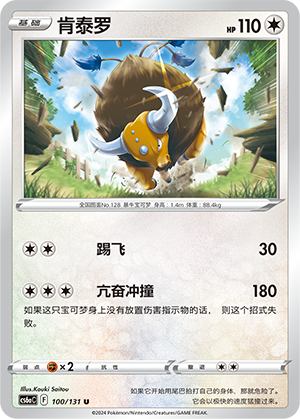 基础 肯泰罗 HP 110
全国图鉴No.128 暴牛宝可梦 身高：1.4m 体重：88.4kg
踢飞 30
亢奋冲撞 180
如果这只宝可梦身上没有放置伤害指示物的话，则这个招式失
败。
弱点 ×2 抵抗力 撤退
Illus.Kouki Saitou
CS6aC F 100/131 U
如果它开始用尾巴拍打自己的身体，那就危险了。
它会以极快的速度猛撞过来。
©2024 Pokémon/Nintendo/Creatures/GAME FREAK.